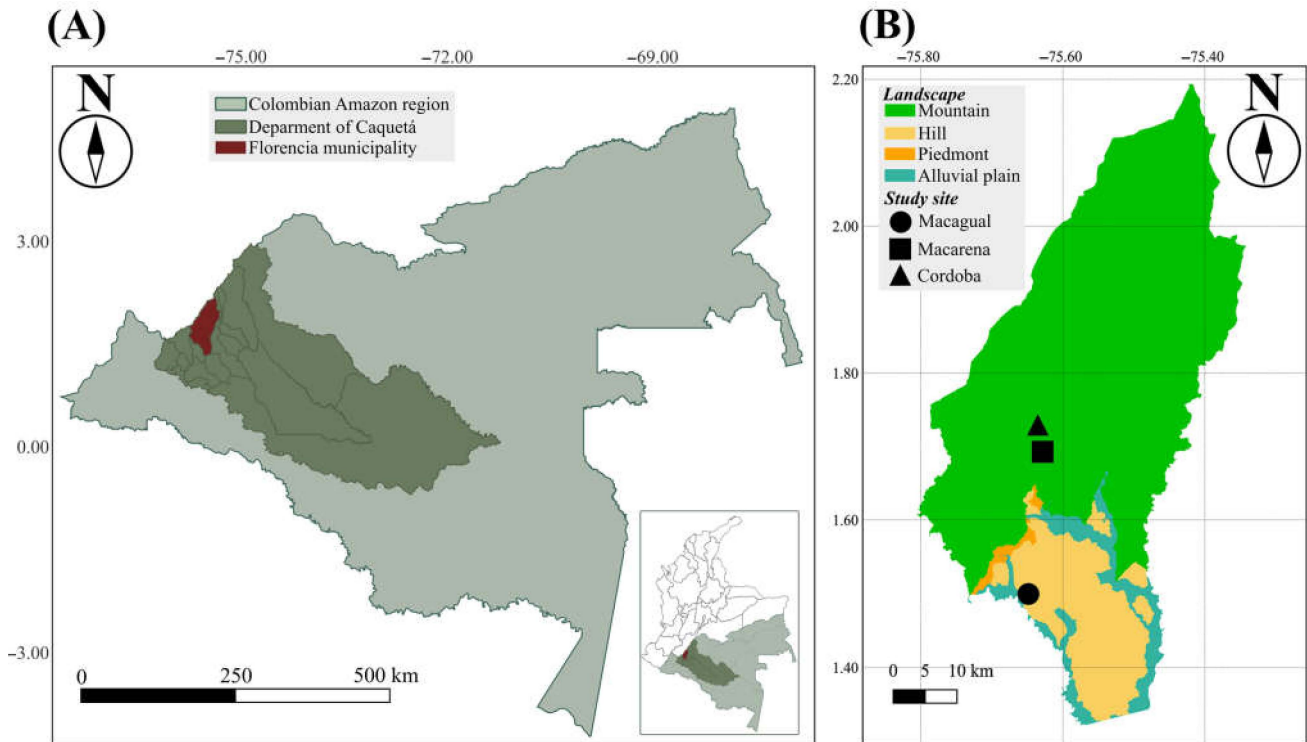 (A)
−75.00 −72.00 −69.00
N
Colombian Amazon region
Deparment of Caquetá
Florencia municipality
3.00
0.00
−3.00
0 250 500 km
(B)
−75.80 −75.60 −75.40
2.20
2.00
1.80
1.60
1.40
Landscape
Mountain
Hill
Piedmont
Alluvial plain
Study site
Macagual
Macarena
Cordoba
N
0 5 10 km